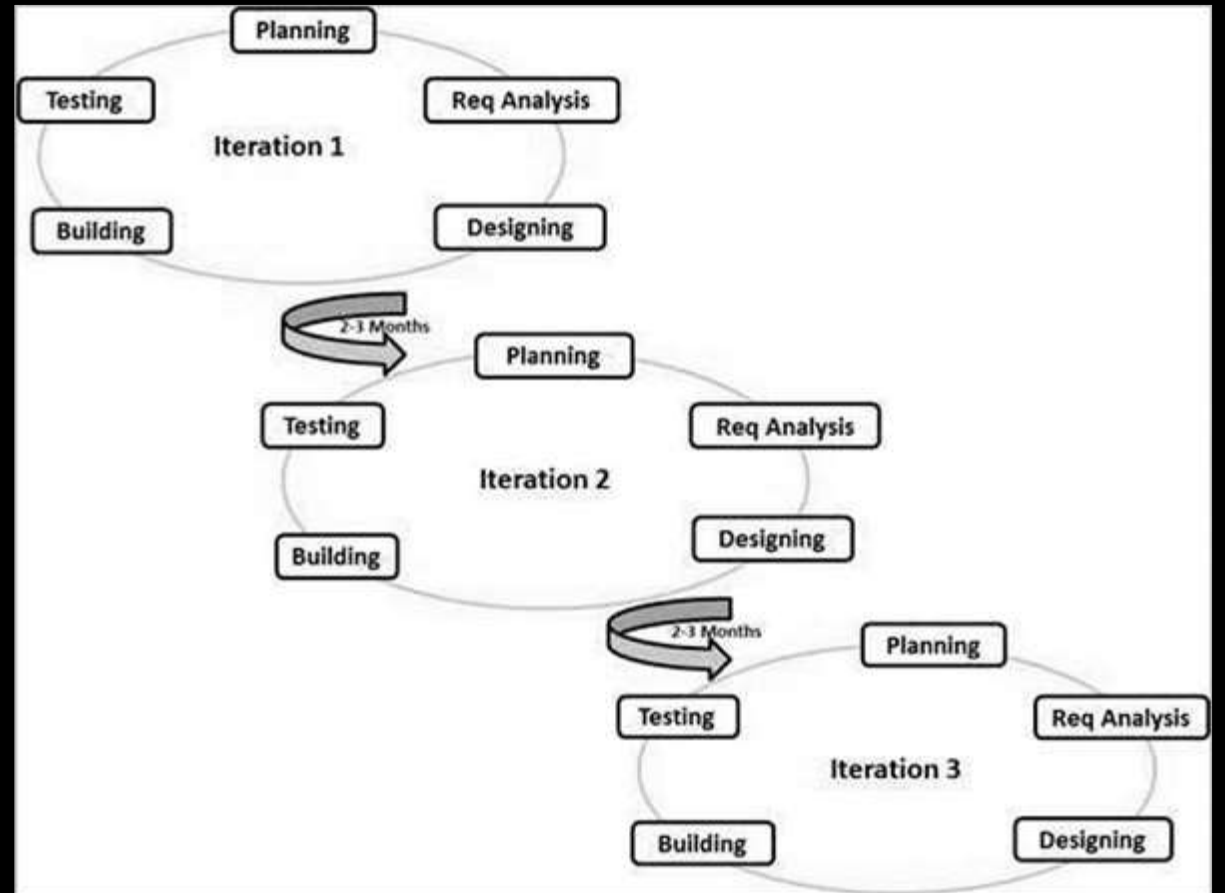 Planning
Testing
Req Analysis
Iteration 1
Building
Designing
2-3 Months
Planning
Testing
Req Analysis
Iteration 2
Designing
Building
2-3 Months
Planning
Testing
Req Analysis
Iteration 3
Building
Designing